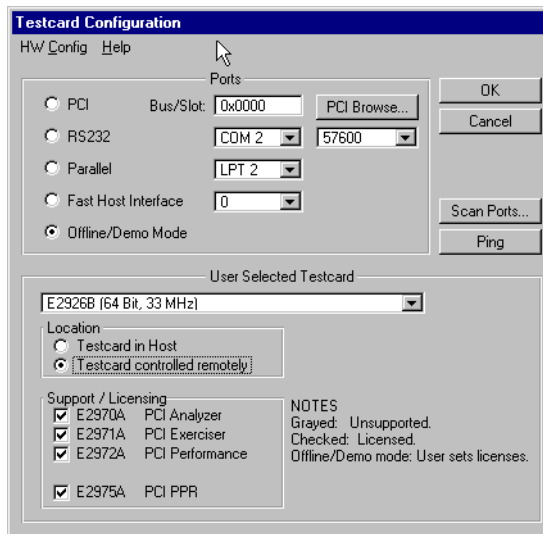 Testcard Configuration
HW Config Help
Ports
PCI Bus/Slot: 0x0000 PCI Browse...
RS232 COM 2 57600
Parallel LPT 2
Fast Host Interface 0
Offline/Demo Mode
OK
Cancel
Scan Ports...
Ping
User Selected Testcard
E2926B (64 Bit, 33 MHz)
Location
Testcard in Host
Testcard controlled remotely
Support / Licensing
E2970A PCI Analyzer
E2971A PCI Exerciser
E2972A PCI Performance
E2975A PCI PPR
NOTES
Grayed: Unsupported.
Checked: Licensed.
Offline/Demo mode: User sets licenses.